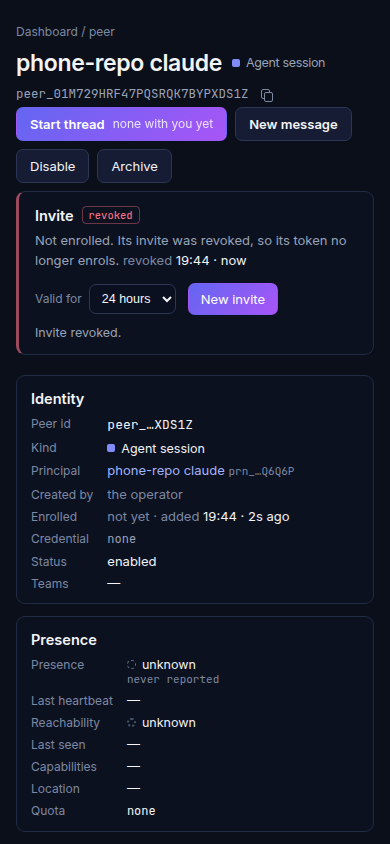 Dashboard / peer
phone-repo claude Agent session
peer_01M729HRF47PQSRQK7BYPXDS1Z
Start thread none with you yet New message
Disable Archive
Invite revoked
Not enrolled. Its invite was revoked, so its token no
longer enrols. revoked 19:44 · now
Valid for 24 hours New invite
Invite revoked.
Identity
Peer id peer_…XDS1Z
Kind Agent session
Principal phone-repo claude prn_…Q6Q6P
Created by the operator
Enrolled not yet · added 19:44 · 2s ago
Credential none
Status enabled
Teams —
Presence
Presence unknown
never reported
Last heartbeat —
Reachability unknown
Last seen —
Capabilities —
Location —
Quota none